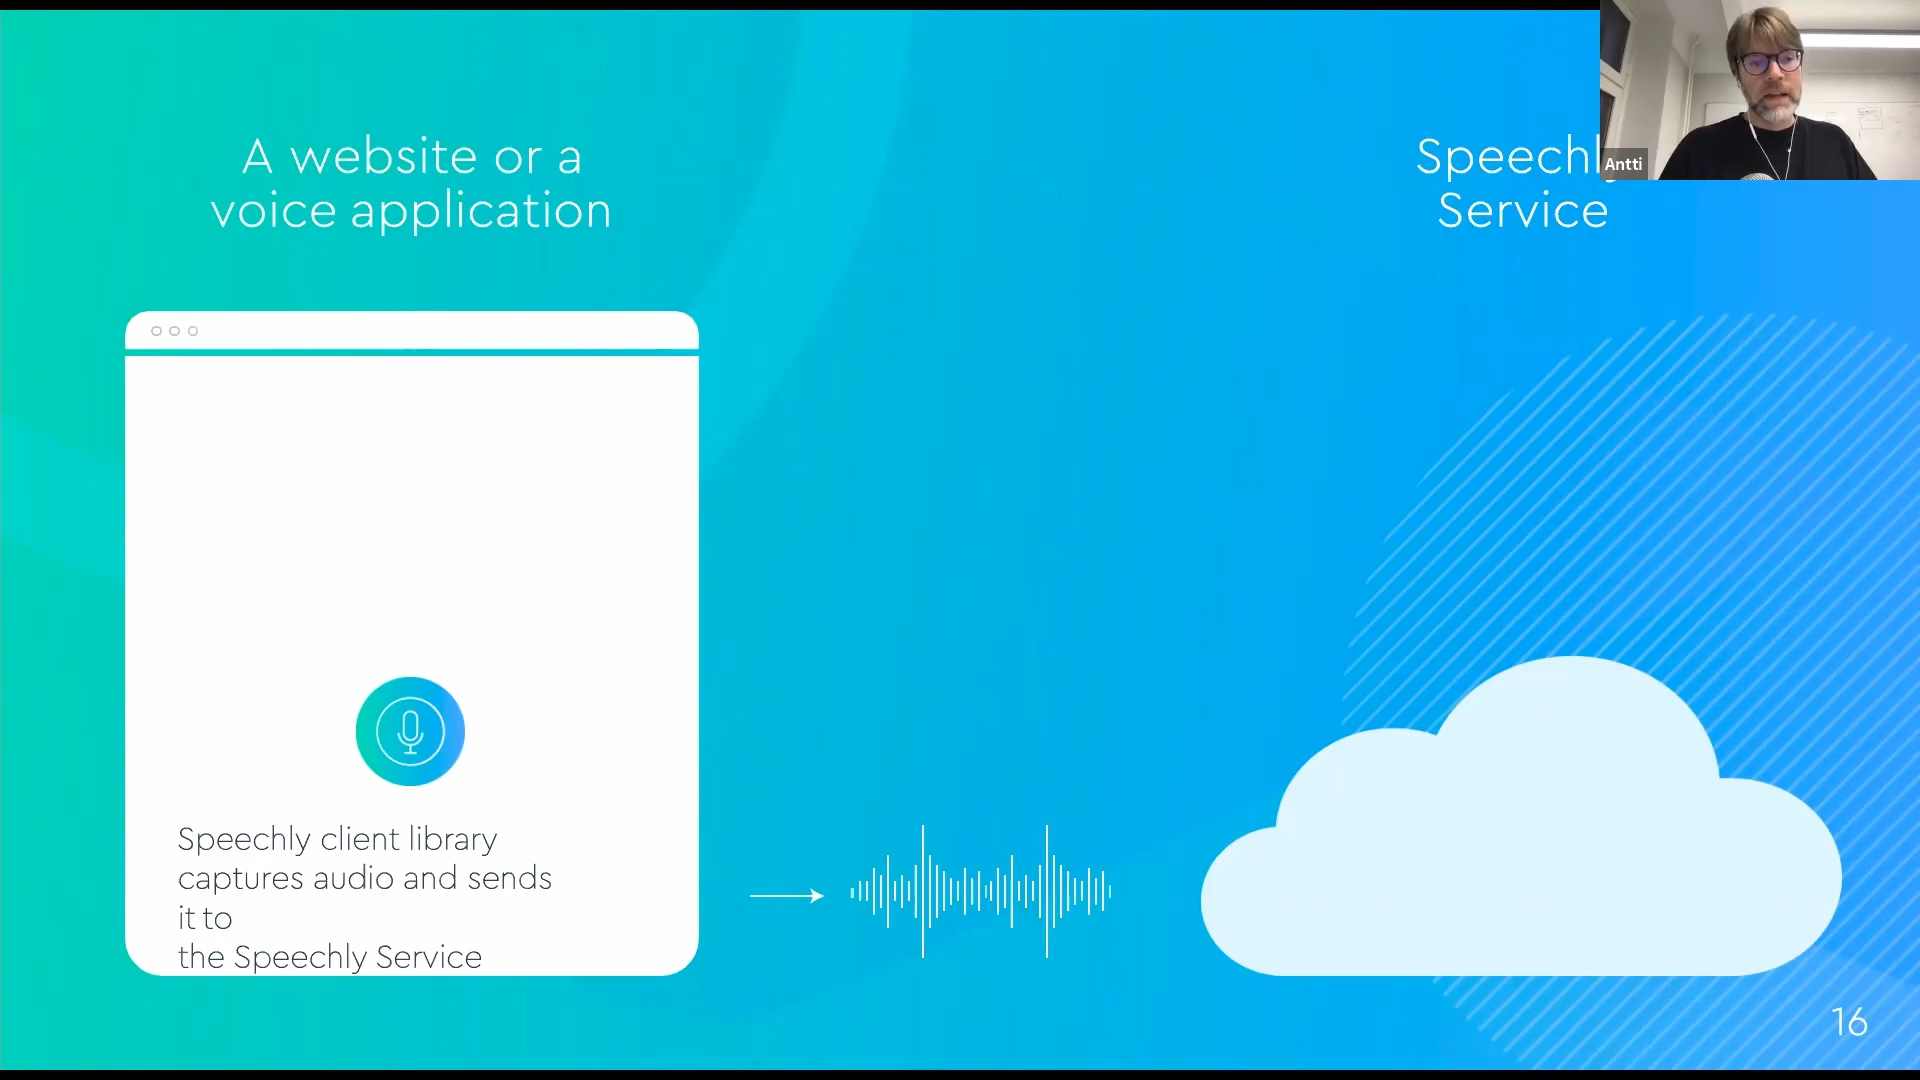 A website or a
voice application
Speechly
Service
Antti
Speechly client library
captures audio and sends
it to
the Speechly Service
16